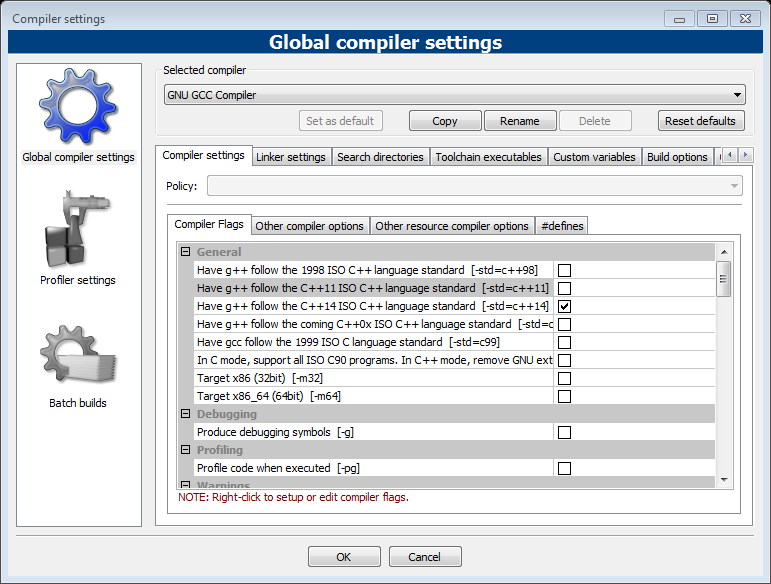 Compiler settings
Global compiler settings
Selected compiler
GNU GCC Compiler
Set as default
Copy
Rename
Delete
Reset defaults
Global compiler settings
Profiler settings
Batch builds
Compiler settings
Linker settings
Search directories
Toolchain executables
Custom variables
Build options
Policy:
Compiler Flags
Other compiler options
Other resource compiler options
#defines
General
Have g++ follow the 1998 ISO C++ language standard [-std=c++98]
Have g++ follow the C++11 ISO C++ language standard [-std=c++11]
Have g++ follow the C++14 ISO C++ language standard [-std=c++14]
Have g++ follow the coming C++0x ISO C++ language standard [-std=c
Have gcc follow the 1999 ISO C language standard [-std=c99]
In C mode, support all ISO C90 programs. In C++ mode, remove GNU ext
Target x86 (32bit) [-m32]
Target x86_64 (64bit) [-m64]
Debugging
Produce debugging symbols [-g]
Profiling
Profile code when executed [-pg]
Warnings
NOTE: Right-click to setup or edit compiler flags.
OK
Cancel